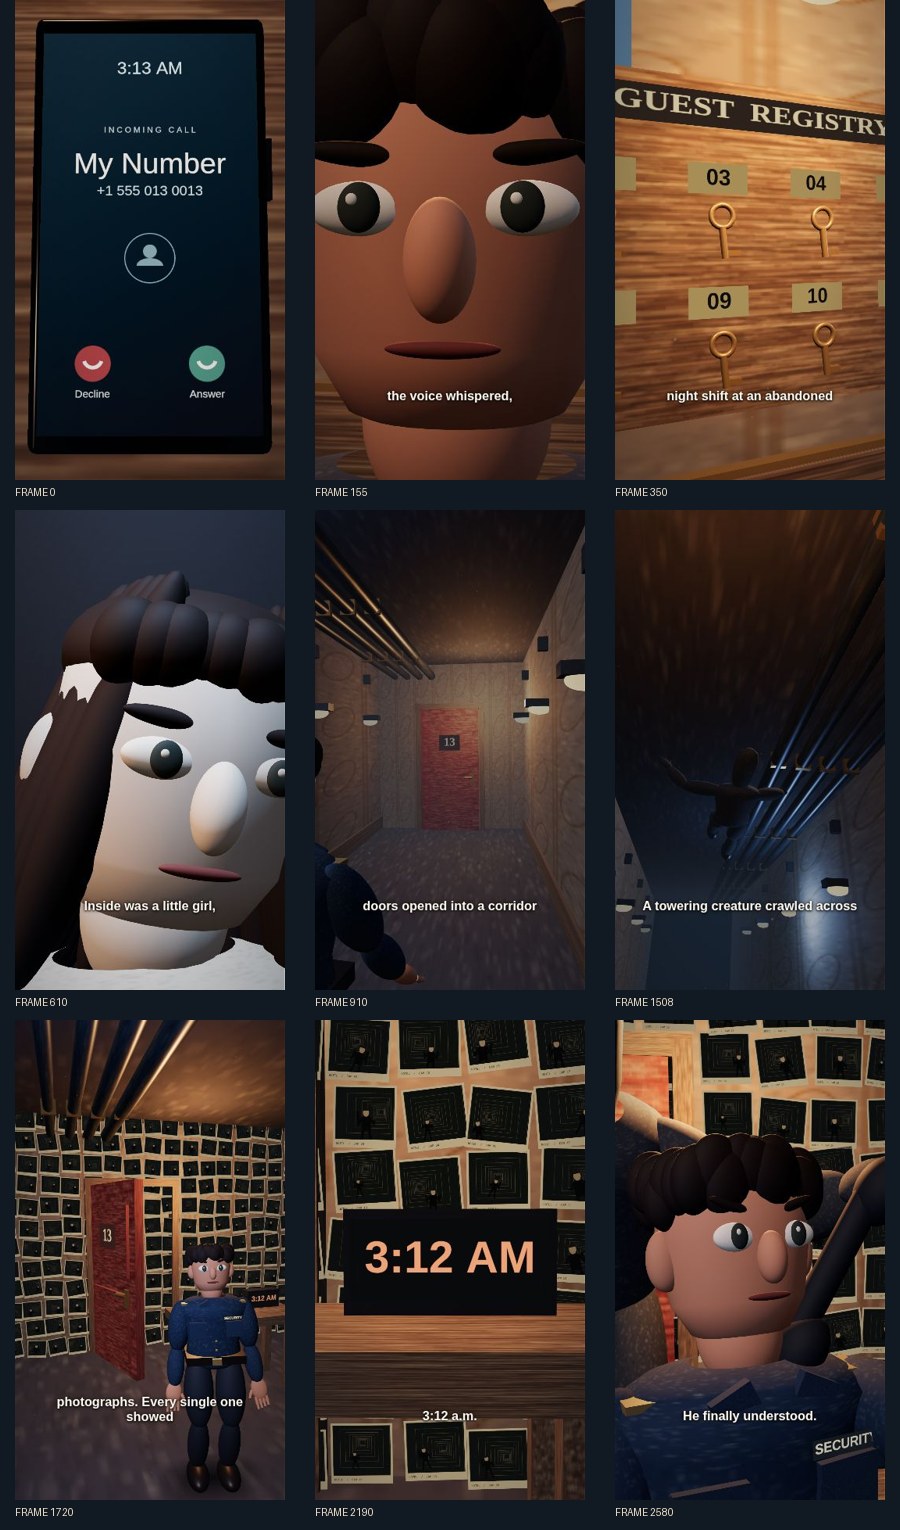 3:13 AM
INCOMING CALL
My Number
+1 555 013 0013
Decline
Answer
FRAME 0
the voice whispered,
FRAME 155
GUEST REGISTRY
03
04
09
10
night shift at an abandoned
FRAME 350
Inside was a little girl,
FRAME 610
13
doors opened into a corridor
FRAME 910
A towering creature crawled across
FRAME 1508
13
3:12 AM
SECURITY
photographs. Every single one
showed
FRAME 1720
3:12 AM
3:12 a.m.
FRAME 2190
He finally understood.
SECURITY
FRAME 2580